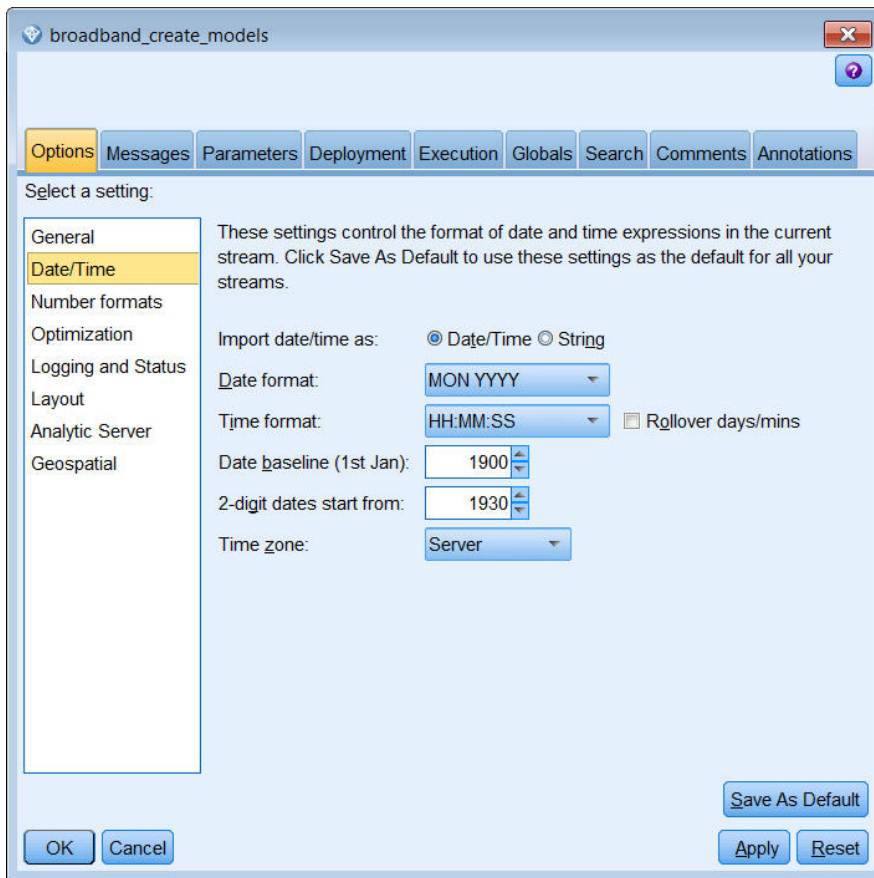 broadband_create_models
Options Messages Parameters Deployment Execution Globals Search Comments Annotations
Select a setting:
General
Date/Time
Number formats
Optimization
Logging and Status
Layout
Analytic Server
Geospatial
These settings control the format of date and time expressions in the current
stream. Click Save As Default to use these settings as the default for all your
streams.
Import date/time as: Date/Time String
Date format: MON YYYY
Time format: HH:MM:SS Rollover days/mins
Date baseline (1st Jan): 1900
2-digit dates start from: 1930
Time zone: Server
Save As Default
OK Cancel Apply Reset